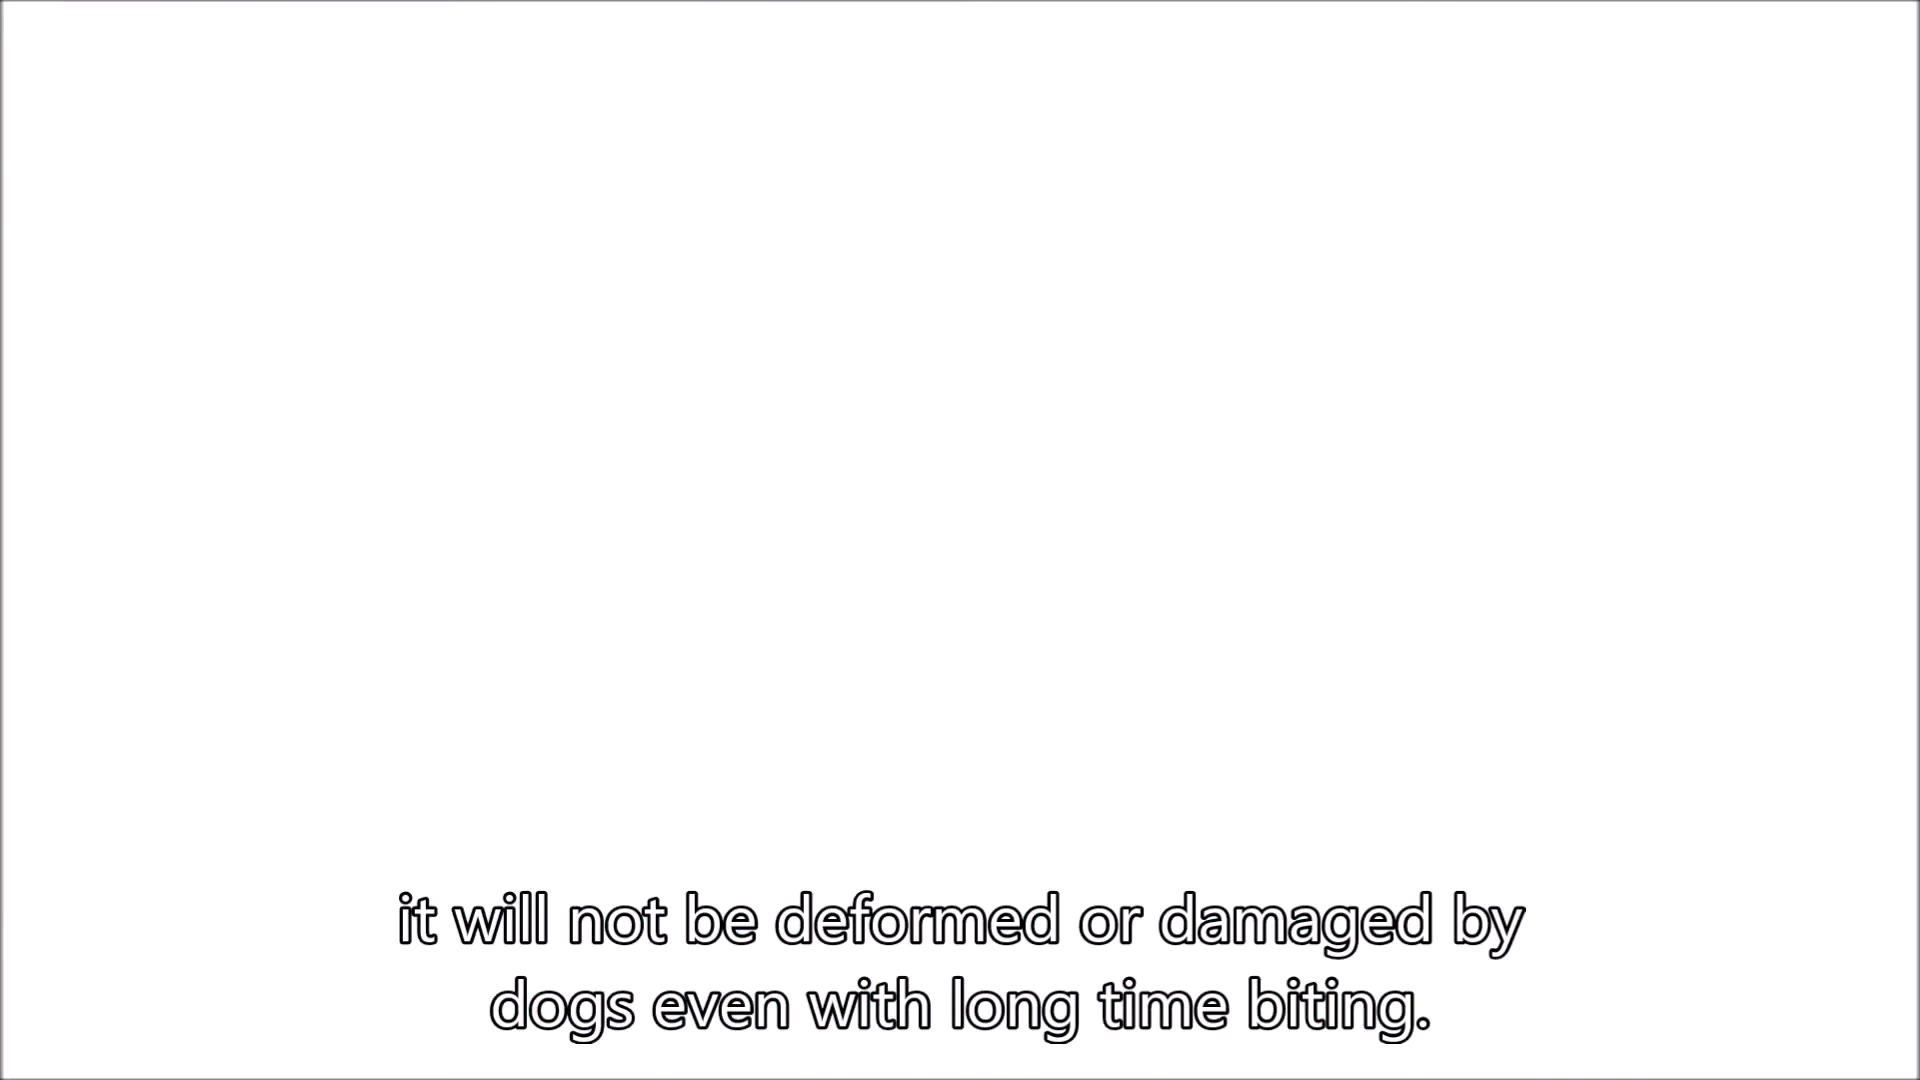 it will not be deformed or damaged by
dogs even with long time biting.